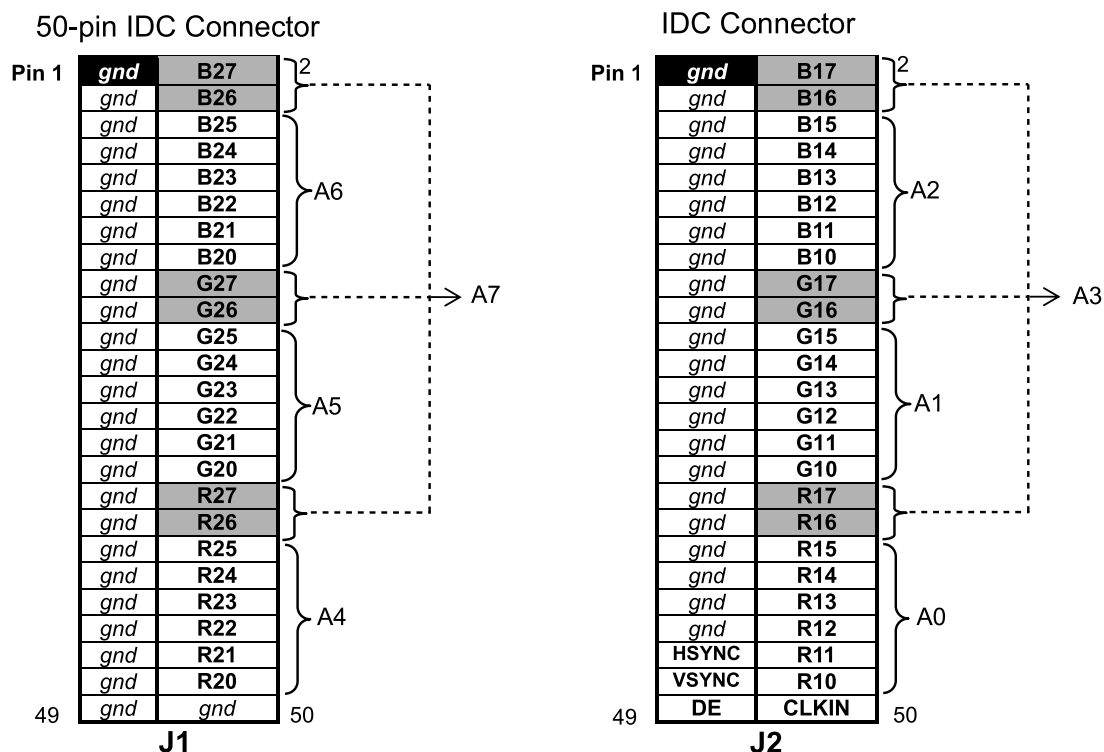 50-pin IDC Connector
Pin 1 gnd B27 2
gnd B26
gnd B25
gnd B24
gnd B23
gnd B22 A6
gnd B21
gnd B20
gnd G27
gnd G26 A7
gnd G25
gnd G24
gnd G23
gnd G22 A5
gnd G21
gnd G20
gnd R27
gnd R26
gnd R25
gnd R24
gnd R23
gnd R22 A4
gnd R21
gnd R20
49 gnd gnd 50
J1
IDC Connector
Pin 1 gnd B17 2
gnd B16
gnd B15
gnd B14
gnd B13
gnd B12 A2
gnd B11
gnd B10
gnd G17
gnd G16 A3
gnd G15
gnd G14
gnd G13
gnd G12 A1
gnd G11
gnd G10
gnd R17
gnd R16
gnd R15
gnd R14
gnd R13
gnd R12 A0
HSYNC R11
VSYNC R10
49 DE CLKIN 50
J2